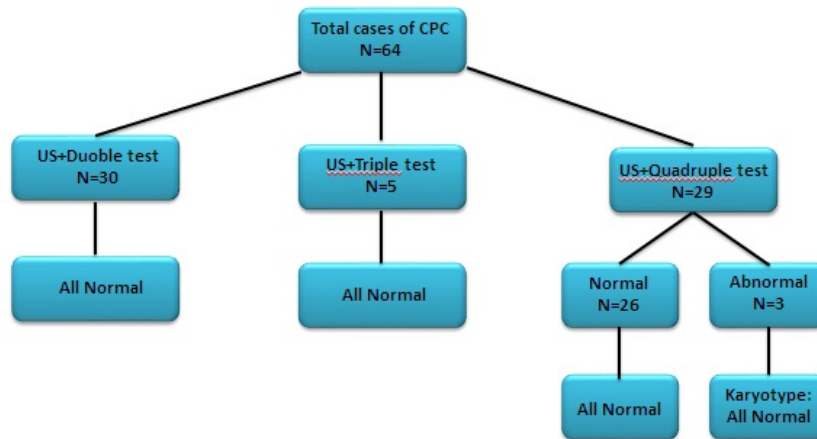 Total cases of CPC
N=64
US+Duoble test
N=30
US+Triple test
N=5
US+Quadruple test
N=29
All Normal
All Normal
Normal
N=26
Abnormal
N=3
All Normal
Karyotype:
All Normal